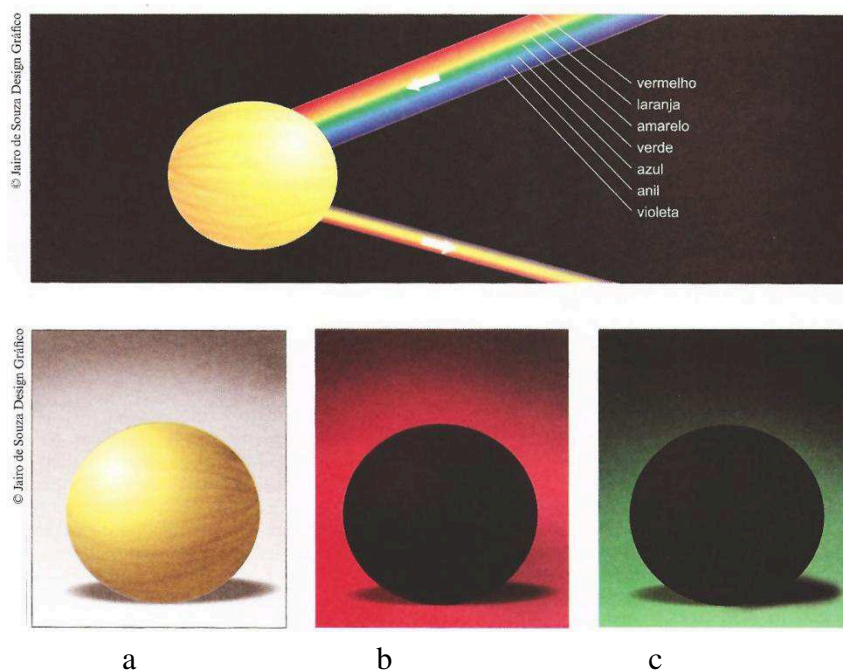 © Jairo de Souza Design Gráfico
vermelho
laranja
amarelo
verde
azul
anil
violeta
© Jairo de Souza Design Gráfico
a
b
c